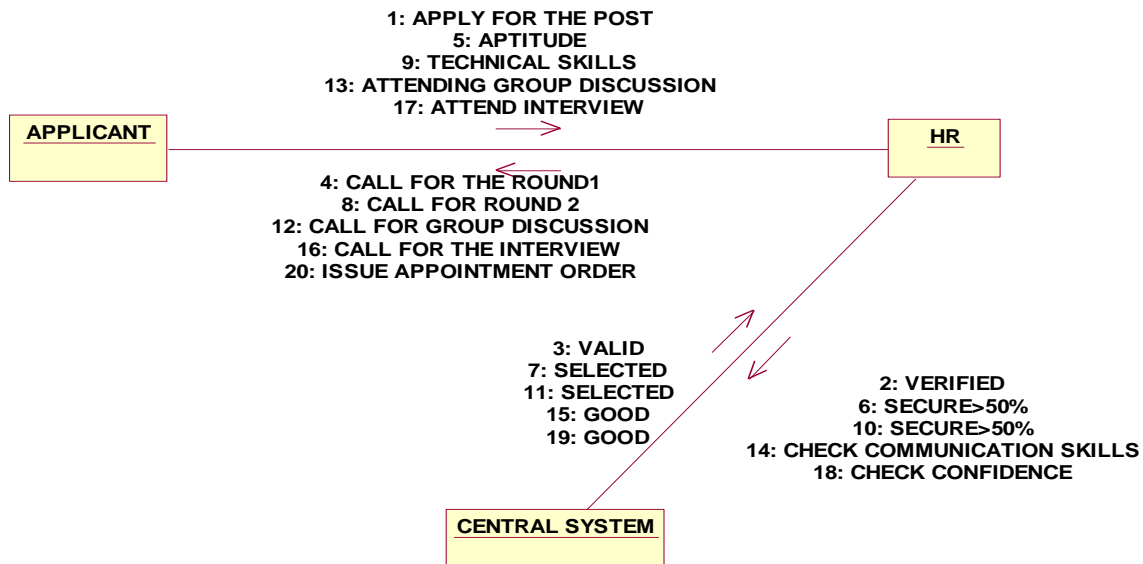 1: APPLY FOR THE POST
5: APTITUDE
9: TECHNICAL SKILLS
13: ATTENDING GROUP DISCUSSION
17: ATTEND INTERVIEW
APPLICANT
HR
4: CALL FOR THE ROUND1
8: CALL FOR ROUND 2
12: CALL FOR GROUP DISCUSSION
16: CALL FOR THE INTERVIEW
20: ISSUE APPOINTMENT ORDER
3: VALID
7: SELECTED
11: SELECTED
15: GOOD
19: GOOD
2: VERIFIED
6: SECURE>50%
10: SECURE>50%
14: CHECK COMMUNICATION SKILLS
18: CHECK CONFIDENCE
CENTRAL SYSTEM